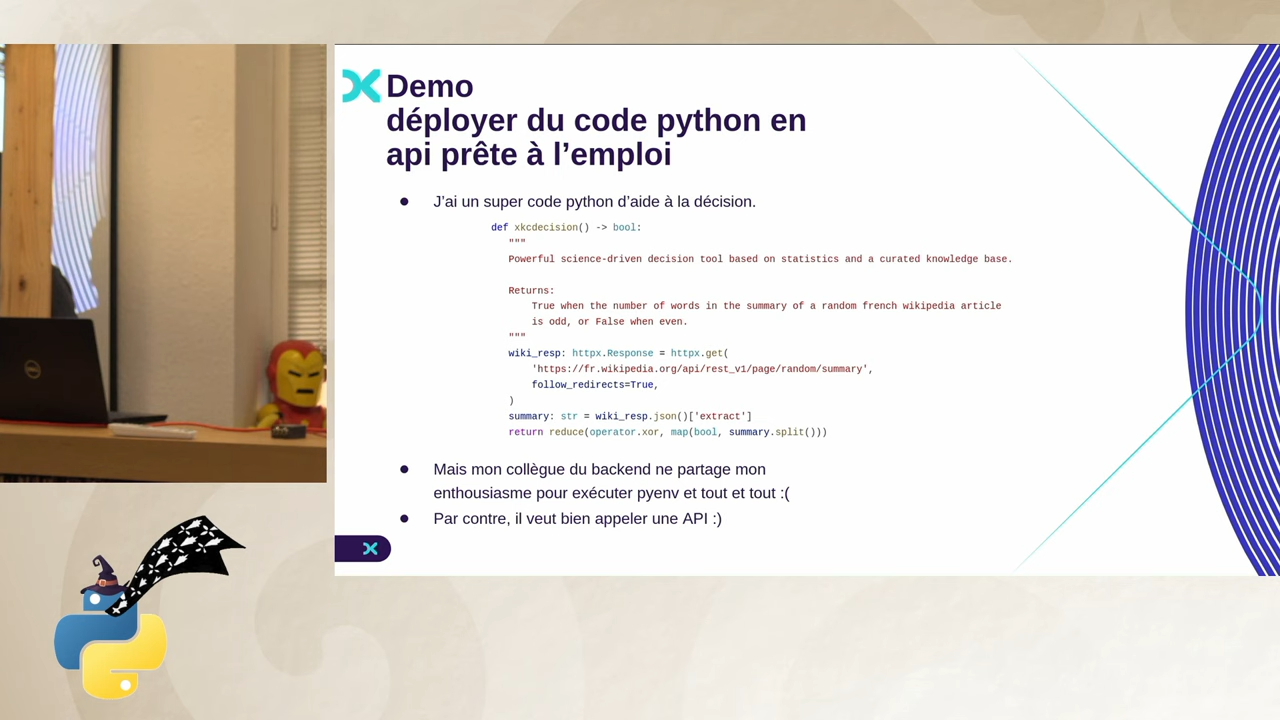 Demo
déployer du code python en
api prête à l’emploi
● J’ai un super code python d’aide à la décision.
def xkcdecision() -> bool:
"""
Powerful science-driven decision tool based on statistics and a curated knowledge base.
Returns:
True when the number of words in the summary of a random french wikipedia article
is odd, or False when even.
"""
wiki_resp: httpx.Response = httpx.get(
'https://fr.wikipedia.org/api/rest_v1/page/random/summary',
follow_redirects=True,
)
summary: str = wiki_resp.json()['extract']
return reduce(operator.xor, map(bool, summary.split()))
● Mais mon collègue du backend ne partage mon
enthousiasme pour exécuter pyenv et tout et tout :(
● Par contre, il veut bien appeler une API :)